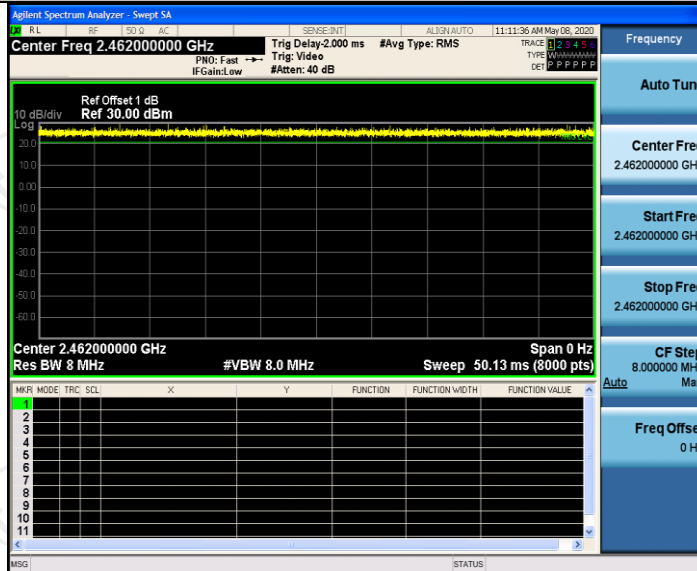 Agilent Spectrum Analyzer - Swept SA
RL RF 50 Ω AC SENSE:INT ALIGN AUTO 11:11:36 AM May 08, 2020
Center Freq 2.462000000 GHz Trig Delay-2.000 ms #Avg Type: RMS TRACE 1 2 3 4 5 6
PNO: Fast Trig: Video TYPE W
IFGain:Low #Atten: 40 dB DET P P P P P P
Ref Offset 1 dB
10 dB/div Ref 30.00 dBm
Log
20.0
10.0
0.00
-10.0
-20.0
-30.0
-40.0
-50.0
-60.0
Center 2.462000000 GHz Span 0 Hz
Res BW 8 MHz #VBW 8.0 MHz Sweep 50.13 ms (8000 pts)
MKR MODE TRC SCL X Y FUNCTION FUNCTION WIDTH FUNCTION VALUE
1
2
3
4
5
6
7
8
9
10
11
MSG STATUS
Frequency
Auto Tun
Center Fre
2.462000000 GH
Start Fre
2.462000000 GH
Stop Fre
2.462000000 GH
CF Step
8.000000 MH
Auto Ma
Freq Offse
0 H